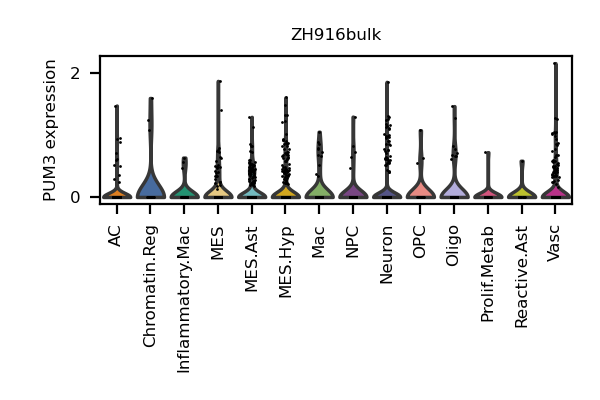 ZH916bulk
PUM3 expression
2
0
AC
Chromatin.Reg
Inflammatory.Mac
MES
MES.Ast
MES.Hyp
Mac
NPC
Neuron
OPC
Oligo
Prolif.Metab
Reactive.Ast
Vasc